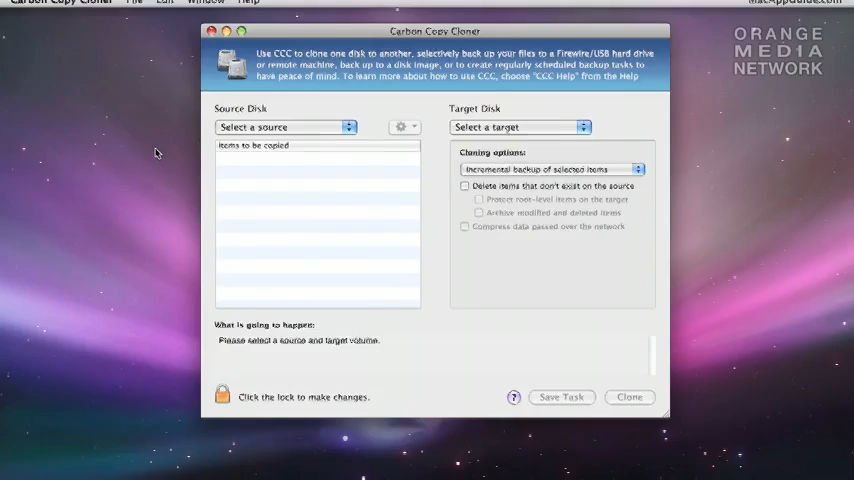 Carbon Copy Cloner File Edit Window Help MacAppGuide.com
ORANGE
MEDIA
NETWORK
Carbon Copy Cloner
Use CCC to clone one disk to another, selectively back up your files to a Firewire/USB hard drive
or remote machine, back up to a disk image, or to create regularly scheduled backup tasks to
have peace of mind. To learn more about how to use CCC, choose "CCC Help" from the Help
Source Disk Target Disk
Select a source Select a target
Items to be copied
Cloning options:
Incremental backup of selected items
Delete items that don't exist on the source
Protect root-level items on the target
Archive modified and deleted items
Compress data passed over the network
What is going to happen:
Please select a source and target volume.
Click the lock to make changes. ? Save Task Clone